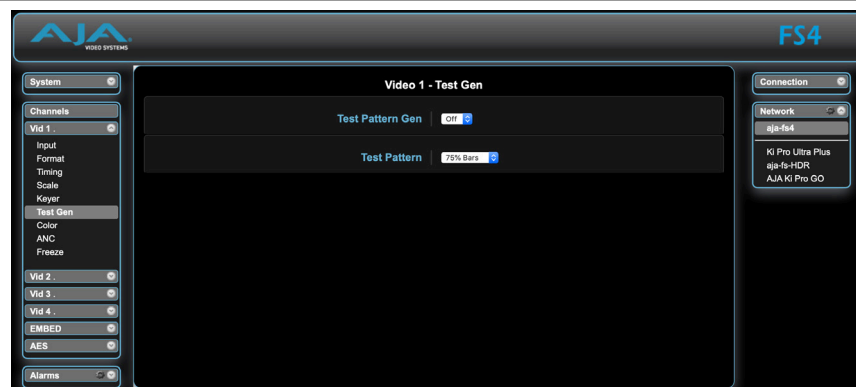 AJA
VIDEO SYSTEMS
FS4
System
Channels
Vid 1 .
Input
Format
Timing
Scale
Keyer
Test Gen
Color
ANC
Freeze
Vid 2 .
Vid 3 .
Vid 4 .
EMBED
AES
Alarms
Video 1 - Test Gen
Test Pattern Gen Off
Test Pattern 75% Bars
Connection
Network
aja-fs4
Ki Pro Ultra Plus
aja-fs-HDR
AJA Ki Pro GO